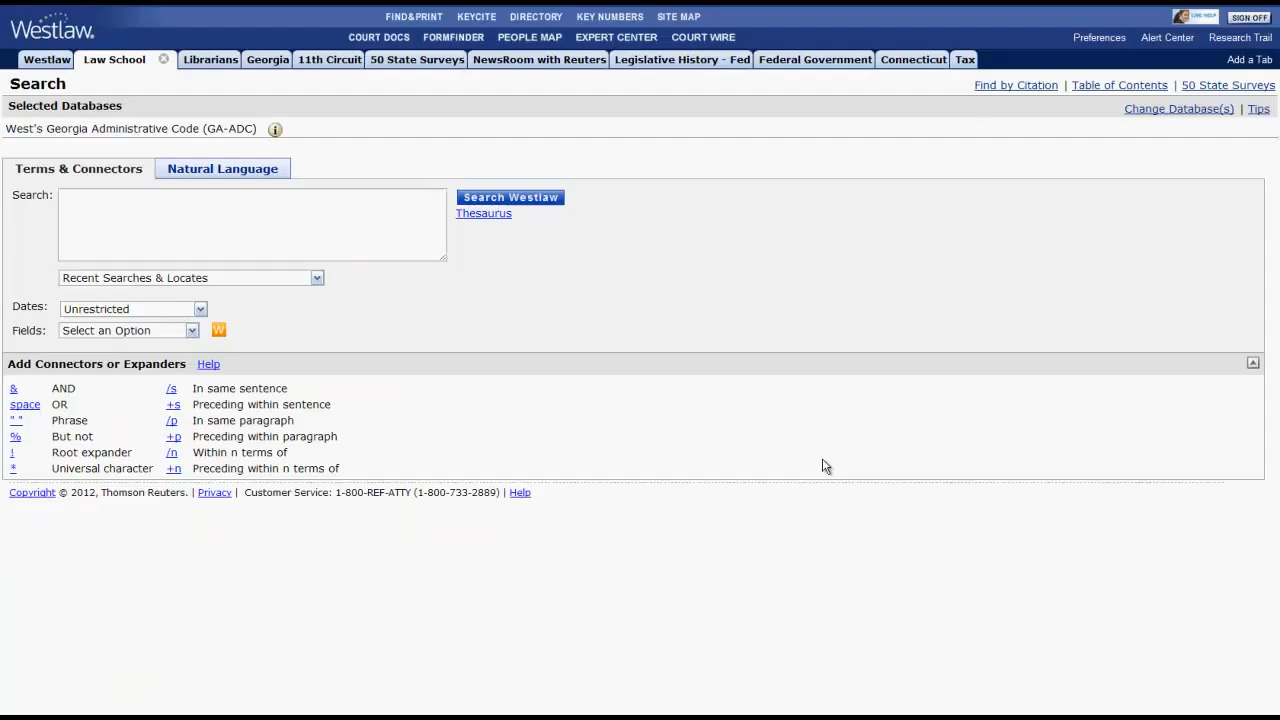 FIND&PRINT KEYCITE DIRECTORY KEY NUMBERS SITE MAP
LIVE HELP SIGN OFF
Westlaw.
COURT DOCS FORMFINDER PEOPLE MAP EXPERT CENTER COURT WIRE
Preferences Alert Center Research Trail
Westlaw Law School Librarians Georgia 11th Circuit 50 State Surveys NewsRoom with Reuters Legislative History - Fed Federal Government Connecticut Tax Add a Tab
Search Find by Citation | Table of Contents | 50 State Surveys
Selected Databases Change Database(s) | Tips
West's Georgia Administrative Code (GA-ADC) i
Terms & Connectors Natural Language
Search: Search Westlaw
Thesaurus
Recent Searches & Locates
Dates: Unrestricted
Fields: Select an Option W
Add Connectors or Expanders Help
& AND /s In same sentence
space OR +s Preceding within sentence
" " Phrase /p In same paragraph
% But not +p Preceding within paragraph
! Root expander /n Within n terms of
* Universal character +n Preceding within n terms of
Copyright © 2012, Thomson Reuters. | Privacy | Customer Service: 1-800-REF-ATTY (1-800-733-2889) | Help